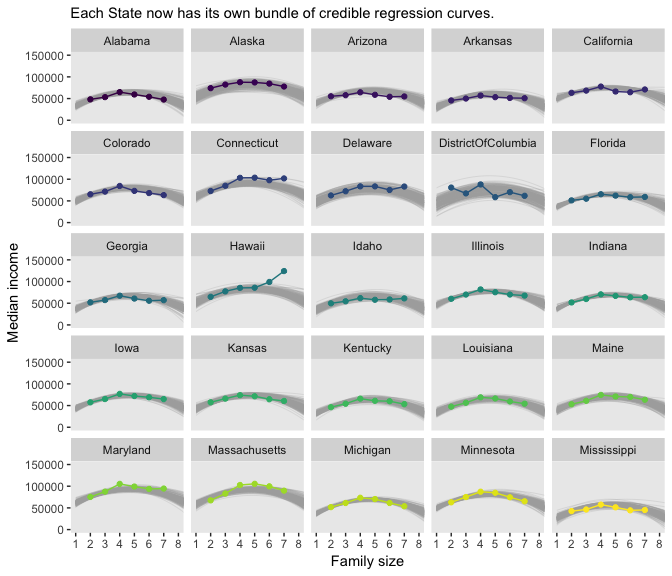 Each State now has its own bundle of credible regression curves.
Alabama Alaska Arizona Arkansas California
150000
100000
50000
0
Colorado Connecticut Delaware DistrictOfColumbia Florida
150000
100000
50000
0
Georgia Hawaii Idaho Illinois Indiana
150000
100000
50000
0
Iowa Kansas Kentucky Louisiana Maine
150000
100000
50000
0
Maryland Massachusetts Michigan Minnesota Mississippi
150000
100000
50000
0
1 2 3 4 5 6 7 8 1 2 3 4 5 6 7 8 1 2 3 4 5 6 7 8 1 2 3 4 5 6 7 8 1 2 3 4 5 6 7 8
Family size
Median income